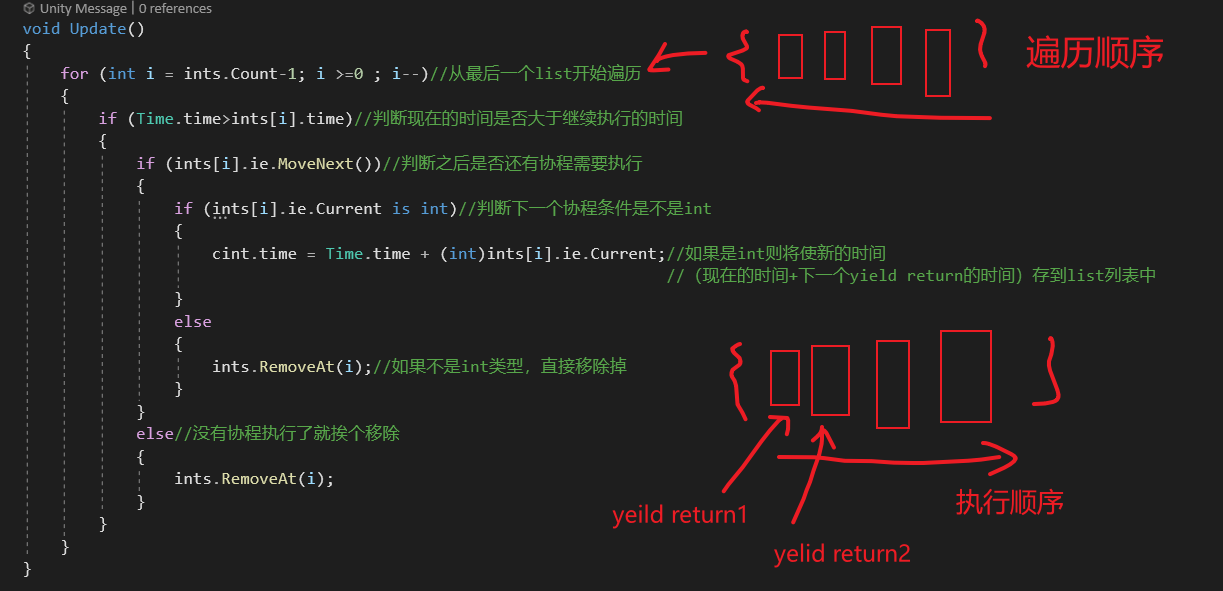 Unity Message | 0 references
void Update()
{
for (int i = ints.Count-1; i >=0 ; i--)//从最后一个list开始遍历
{
if (Time.time>ints[i].time)//判断现在的时间是否大于继续执行的时间
{
if (ints[i].ie.MoveNext())//判断之后是否还有协程需要执行
{
if (ints[i].ie.Current is int)//判断下一个协程条件是不是int
{
cint.time = Time.time + (int)ints[i].ie.Current;//如果是int则将使新的时间
//（现在的时间+下一个yield return的时间）存到list列表中
}
else
{
ints.RemoveAt(i);//如果不是int类型，直接移除掉
}
}
else//没有协程执行了就挨个移除
{
ints.RemoveAt(i);
}
}
}
}
遍历顺序
yeild return1
yelid return2
执行顺序